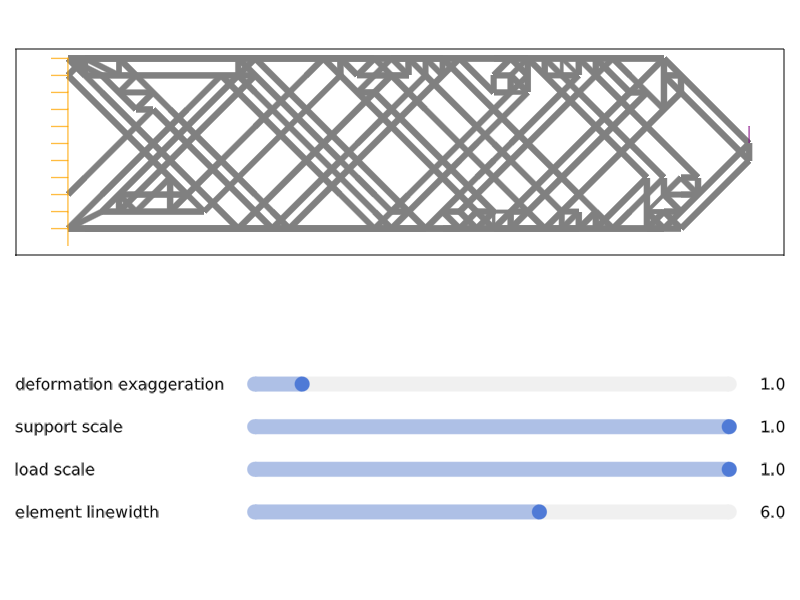 deformation exaggeration 1.0
support scale 1.0
load scale 1.0
element linewidth 6.0